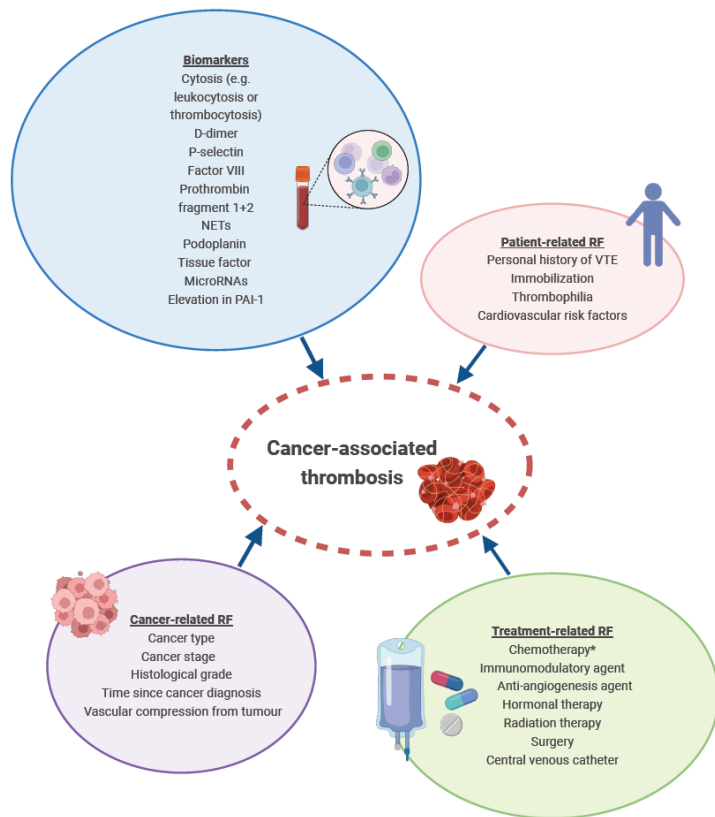 Biomarkers
Cytosis (e.g.
leukocytosis or
thrombocytosis)
D-dimer
P-selectin
Factor VIII
Prothrombin
fragment 1+2
NETs
Podoplanin
Tissue factor
MicroRNAs
Elevation in PAI-1
Patient-related RF
Personal history of VTE
Immobilization
Thrombophilia
Cardiovascular risk factors
Cancer-associated
thrombosis
Cancer-related RF
Cancer type
Cancer stage
Histological grade
Time since cancer diagnosis
Vascular compression from tumour
Treatment-related RF
Chemotherapy*
Immunomodulatory agent
Anti-angiogenesis agent
Hormonal therapy
Radiation therapy
Surgery
Central venous catheter